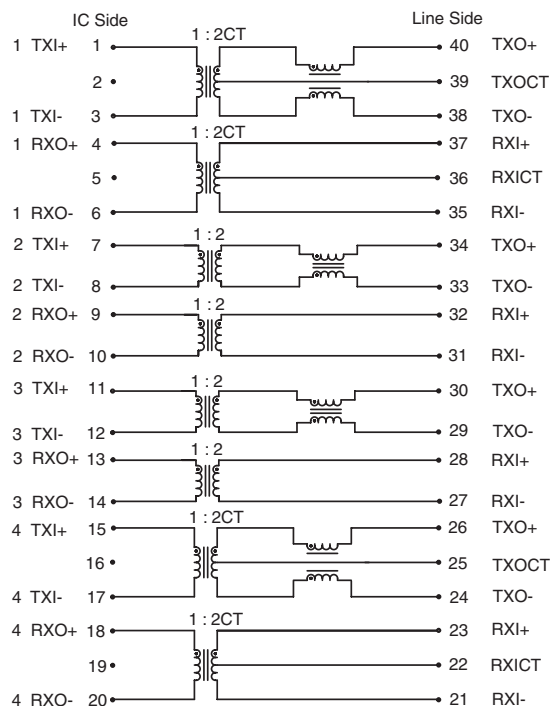 IC Side Line Side
1 TXI+ 1 1 : 2CT 40 TXO+
2 39 TXOCT
1 TXI- 3 38 TXO-
1 RXO+ 4 1 : 2CT 37 RXI+
5 36 RXICT
1 RXO- 6 35 RXI-
2 TXI+ 7 1 : 2 34 TXO+
2 TXI- 8 33 TXO-
2 RXO+ 9 1 : 2 32 RXI+
2 RXO- 10 31 RXI-
3 TXI+ 11 1 : 2 30 TXO+
3 TXI- 12 29 TXO-
3 RXO+ 13 1 : 2 28 RXI+
3 RXO- 14 27 RXI-
4 TXI+ 15 1 : 2CT 26 TXO+
16 25 TXOCT
4 TXI- 17 24 TXO-
4 RXO+ 18 1 : 2CT 23 RXI+
19 22 RXICT
4 RXO- 20 21 RXI-